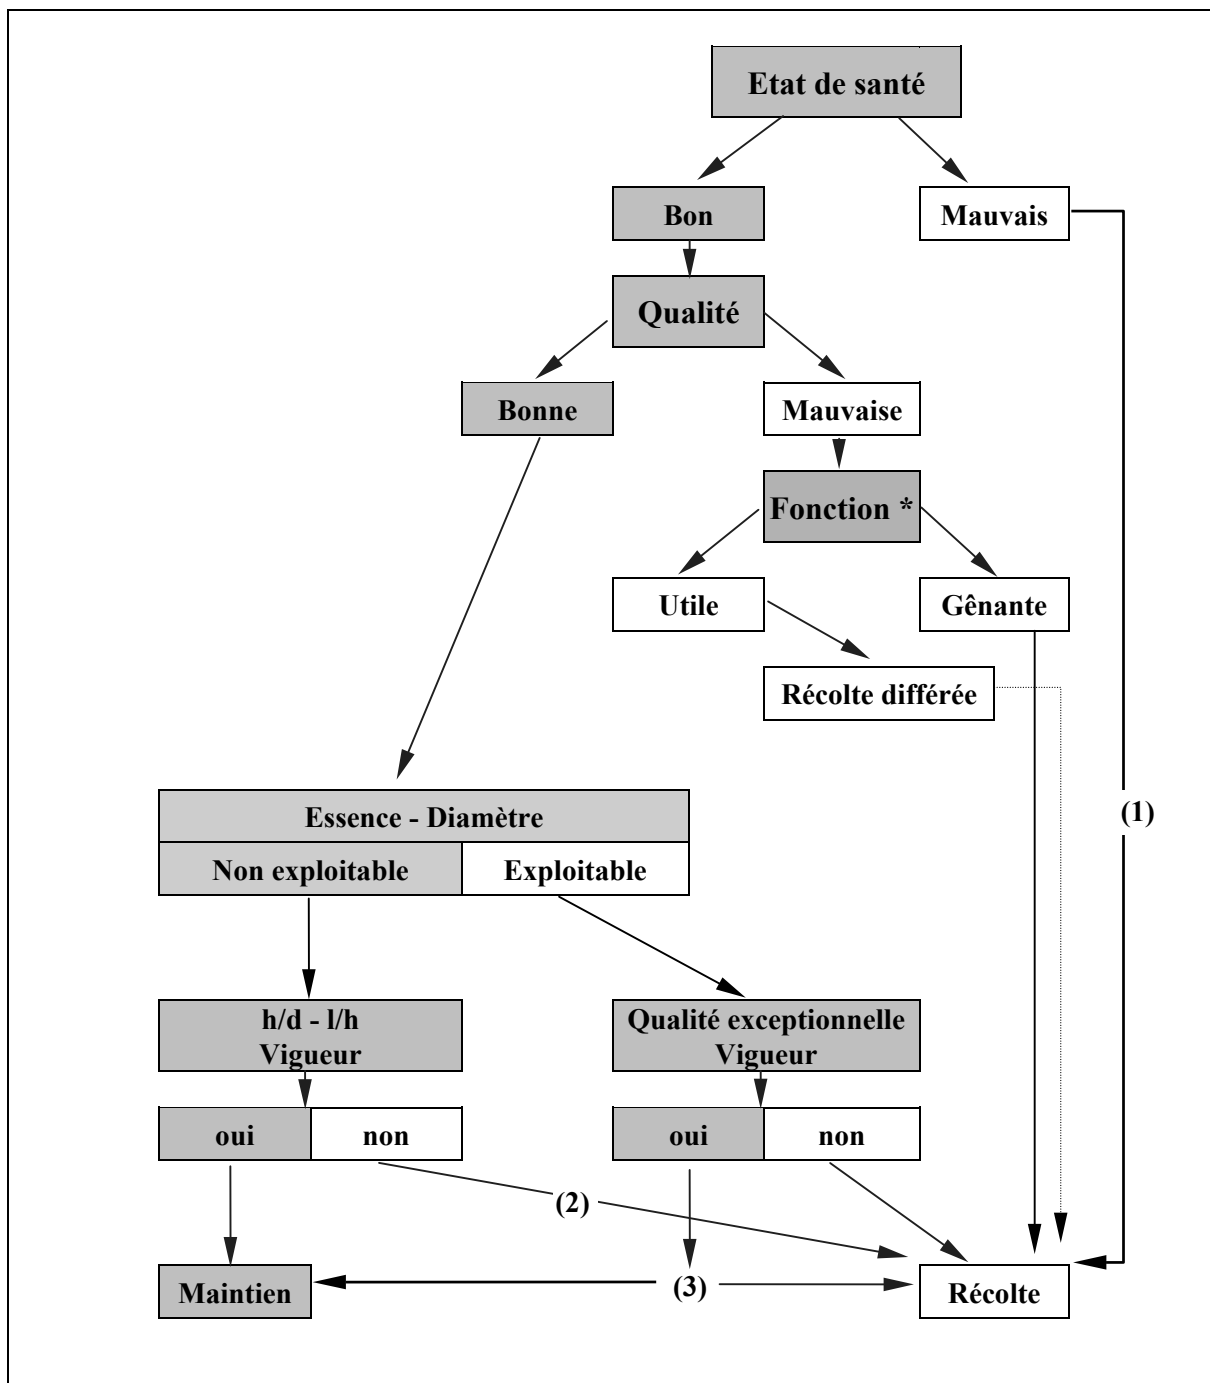 Etat de santé
Bon
Mauvais
Qualité
Bonne
Mauvaise
Fonction *
Utile
Gênante
Récolte différée
Essence - Diamètre
(1)
Non exploitable
Exploitable
h/d - l/h
Vigueur
Qualité exceptionnelle
Vigueur
oui
non
oui
non
(2)
Maintien
(3)
Récolte